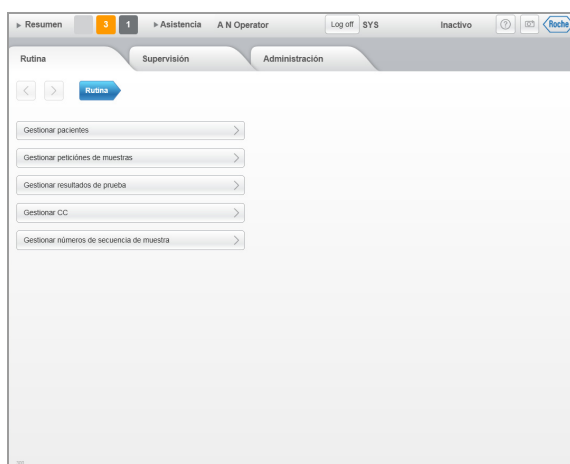 Resumen 3 1 Asistencia A N Operator Log off SYS Inactivo ? Roche
Rutina Supervisión Administración
Rutina
Gestionar pacientes
Gestionar peticiónes de muestras
Gestionar resultados de prueba
Gestionar CC
Gestionar números de secuencia de muestra